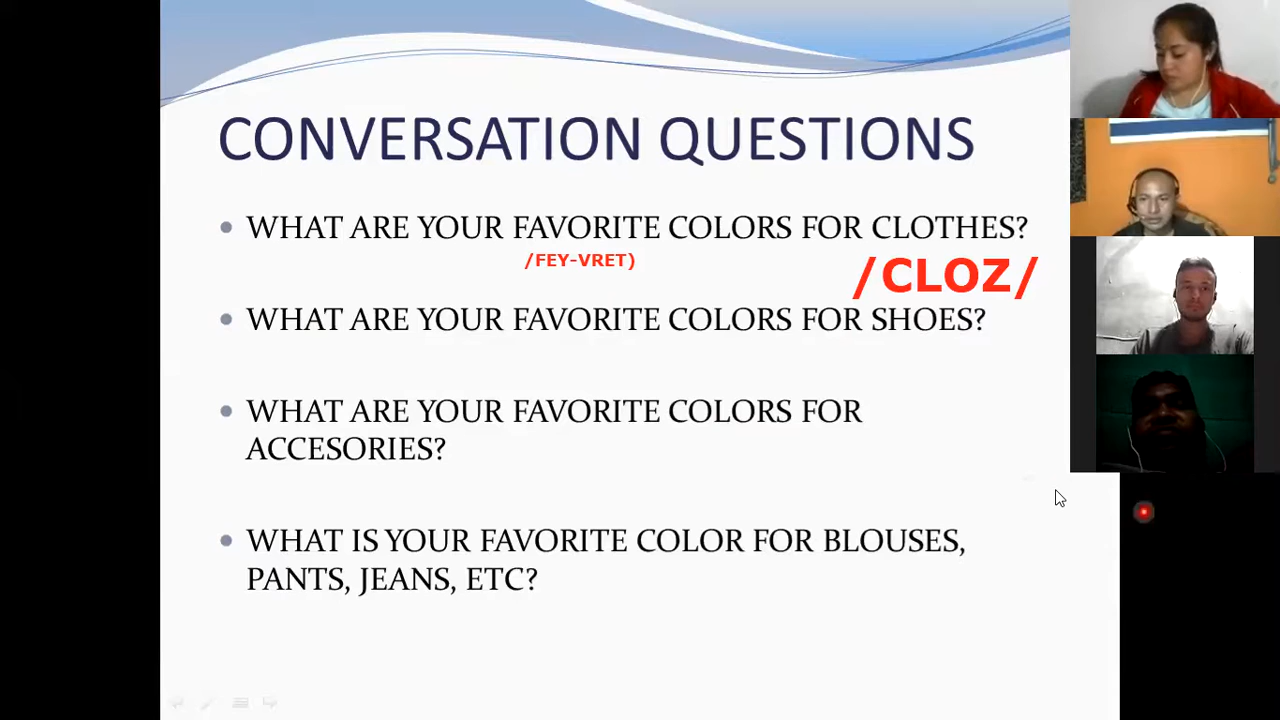 CONVERSATION QUESTIONS
• WHAT ARE YOUR FAVORITE COLORS FOR CLOTHES?
/FEY-VRET)
/CLOZ/
• WHAT ARE YOUR FAVORITE COLORS FOR SHOES?
• WHAT ARE YOUR FAVORITE COLORS FOR
ACCESORIES?
• WHAT IS YOUR FAVORITE COLOR FOR BLOUSES,
PANTS, JEANS, ETC?